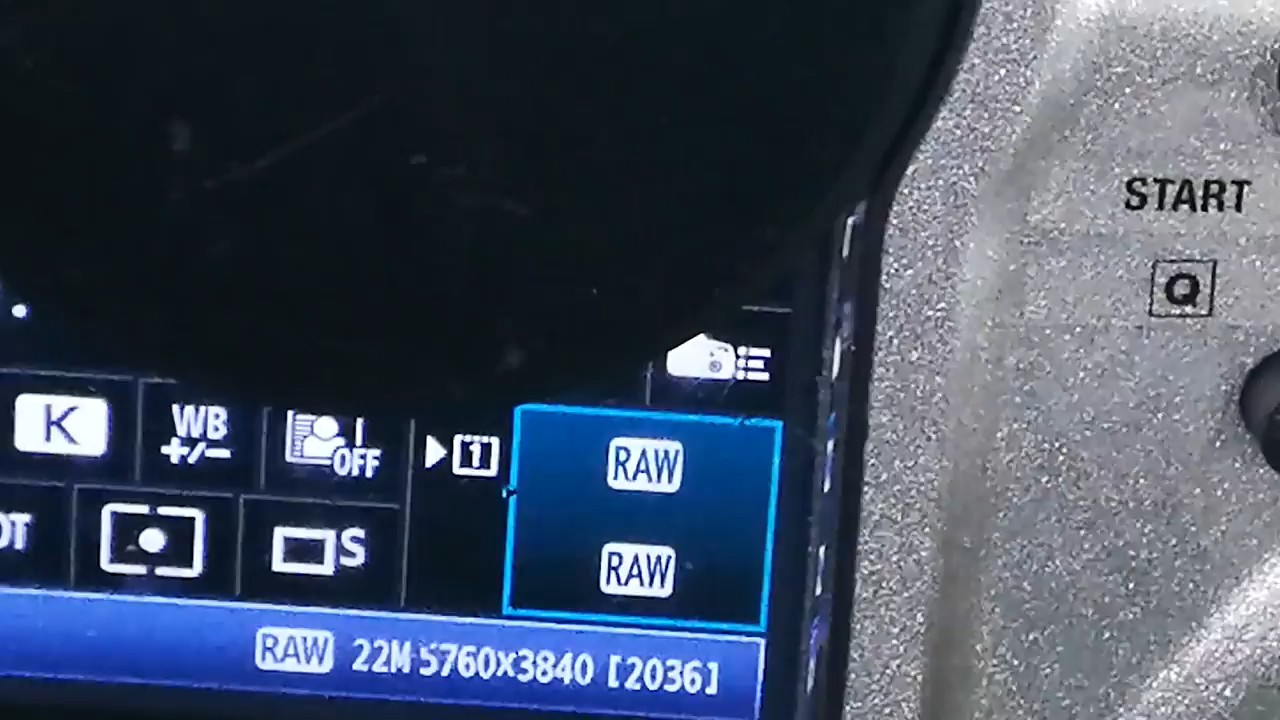 START
Q
K WB +/- OFF 1 RAW
S RAW
RAW 22M 5760x3840 [2036]